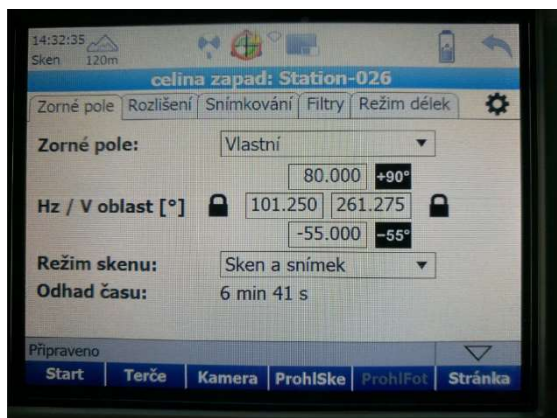 14:32:35
Sken 120m
celina zapad: Station-026
Zorné pole Rozlišení Snímkování Filtry Režim délek
Zorné pole: Vlastní
80.000 +90°
Hz / V oblast [°] 101.250 261.275
-55.000 -55°
Režim skenu: Sken a snímek
Odhad času: 6 min 41 s
Připraveno
Start Terče Kamera ProhlSke ProhlFot Stránka